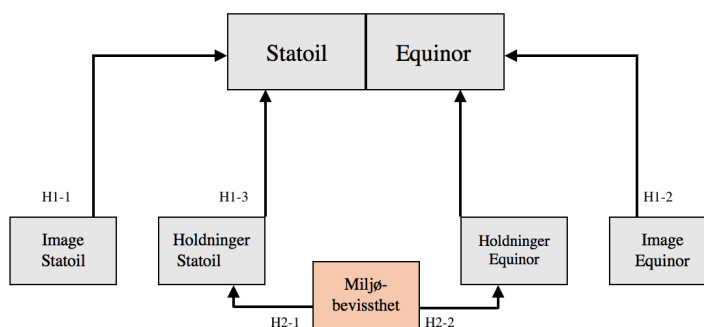 Statoil Equinor
H1-1 H1-3 H1-2
Image
Statoil
Holdninger
Statoil
Holdninger
Equinor
Image
Equinor
Miljø-
bevissthet
H2-1 H2-2